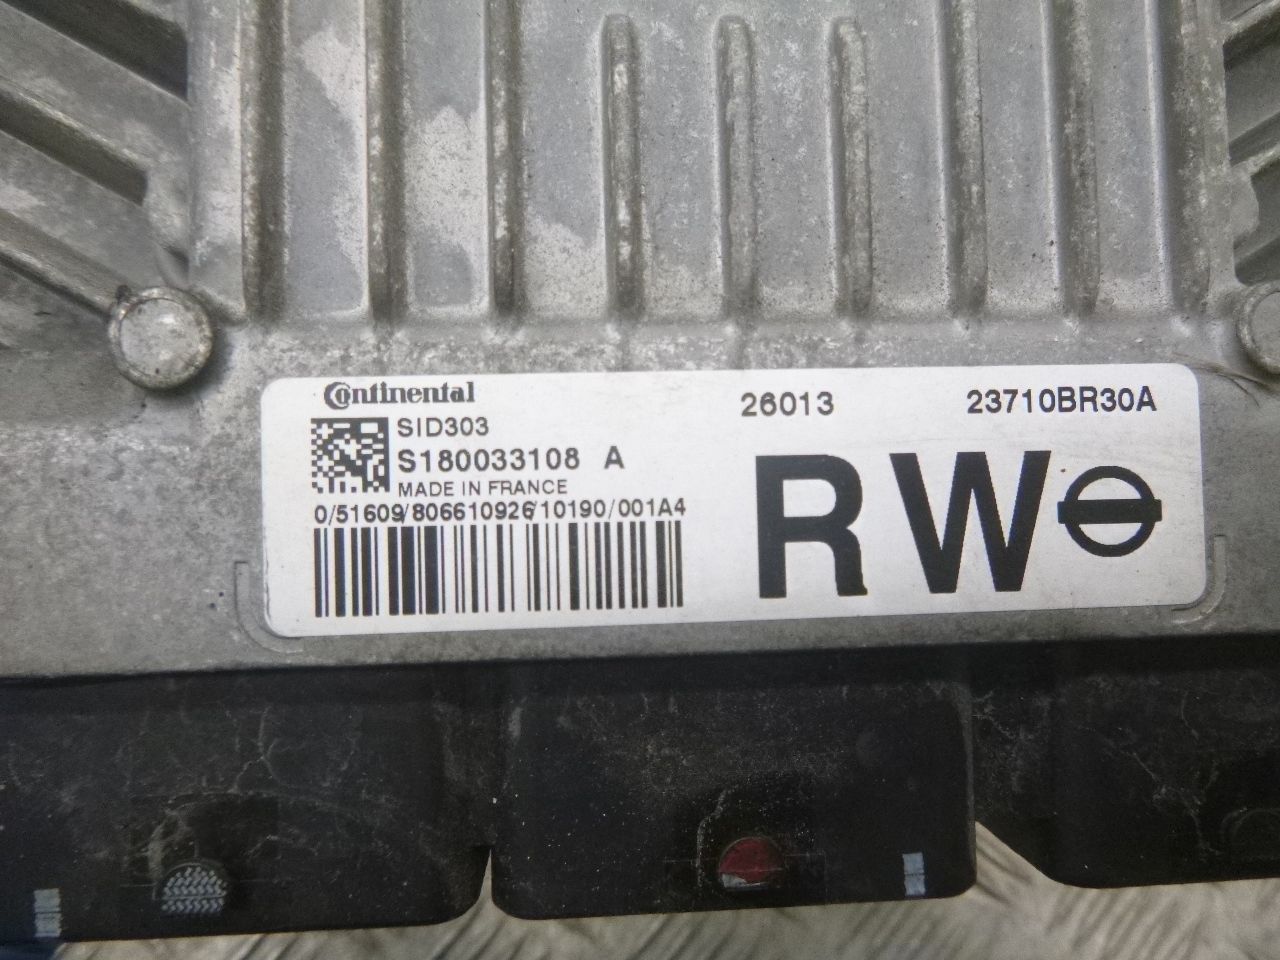 Continental
26013 23710BR30A
SID303
S180033108 A
MADE IN FRANCE
0/51609/806610926/10190/001A4
RW